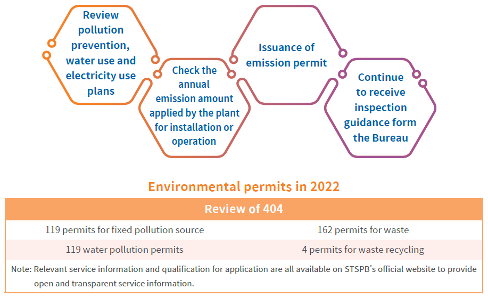 Review
pollution
prevention,
water use and
electricity use
plans
Check the
annual
emission amount
applied by the plant
for installation or
operation
Issuance of
emission permit
Continue
to receive
inspection
guidance form
the Bureau
Environmental permits in 2022
Review of 404
119 permits for fixed pollution source
162 permits for waste
119 water pollution permits
4 permits for waste recycling
Note: Relevant service information and qualification for application are all available on STSPB's official website to provide
open and transparent service information.